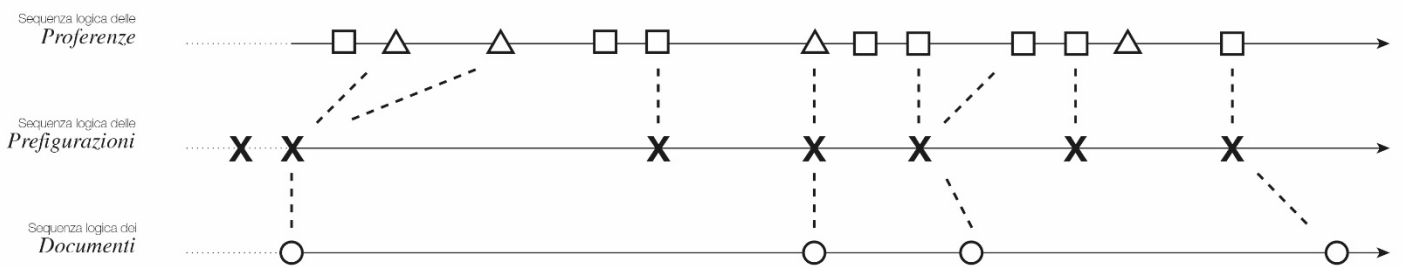 Sequenza logica delle
Proferenze
Sequenza logica delle
Prefigurazioni
Sequenza logica dei
Documenti